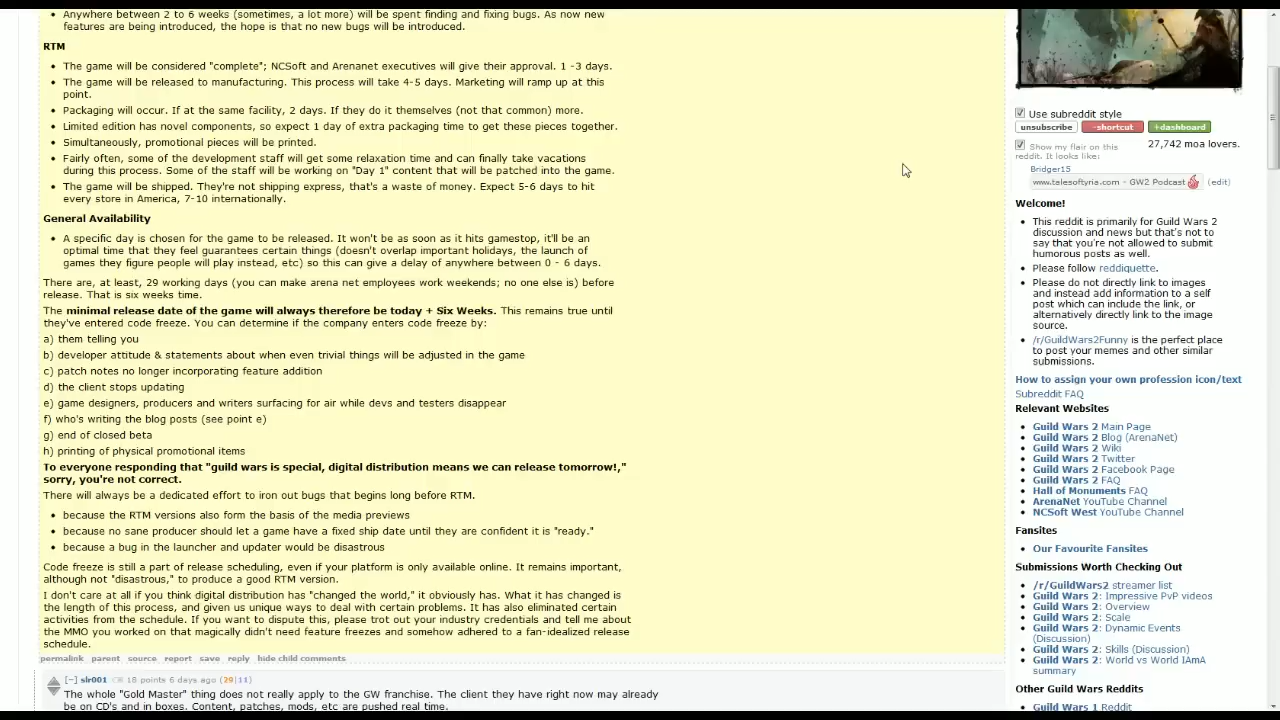 Anywhere between 2 to 6 weeks (sometimes, a lot more) will be spent finding and fixing bugs. As now new
features are being introduced, the hope is that no new bugs will be introduced.
RTM
The game will be considered "complete"; NCSoft and Arenanet executives will give their approval. 1 -3 days.
The game will be released to manufacturing. This process will take 4-5 days. Marketing will ramp up at this
point.
Packaging will occur. If at the same facility, 2 days. If they do it themselves (not that common) more.
Limited edition has novel components, so expect 1 day of extra packaging time to get these pieces together.
Simultaneously, promotional pieces will be printed.
Fairly often, some of the development staff will get some relaxation time and can finally take vacations
during this process. Some of the staff will be working on "Day 1" content that will be patched into the game.
The game will be shipped. They're not shipping express, that's a waste of money. Expect 5-6 days to hit
every store in America, 7-10 internationally.
General Availability
A specific day is chosen for the game to be released. It won't be as soon as it hits gamestop, it'll be an
optimal time that they feel guarantees certain things (doesn't overlap important holidays, the launch of
games they figure people will play instead, etc) so this can give a delay of anywhere between 0 - 6 days.
There are, at least, 29 working days (you can make arena net employees work weekends; no one else is) before
release. That is six weeks time.
The minimal release date of the game will always therefore be today + Six Weeks. This remains true until
they've entered code freeze. You can determine if the company enters code freeze by:
a) them telling you
b) developer attitude & statements about when even trivial things will be adjusted in the game
c) patch notes no longer incorporating feature addition
d) the client stops updating
e) game designers, producers and writers surfacing for air while devs and testers disappear
f) who's writing the blog posts (see point e)
g) end of closed beta
h) printing of physical promotional items
To everyone responding that "guild wars is special, digital distribution means we can release tomorrow!,"
sorry, you're not correct.
There will always be a dedicated effort to iron out bugs that begins long before RTM.
because the RTM versions also form the basis of the media reviews
because no sane producer should let a game have a fixed ship date until they are confident it is "ready."
because a bug in the launcher and updater would be disastrous
Code freeze is still a part of release scheduling, even if your platform is only available online. It remains important,
although not "disastrous," to produce a good RTM version.
I don't care at all if you think digital distribution has "changed the world," it obviously has. What it has changed is
the length of this process, and given us unique ways to deal with certain problems. It has also eliminated certain
activities from the schedule. If you want to dispute this, please trot out your industry credentials and tell me about
the MMO you worked on that magically didn't need feature freezes and somehow adhered to a fan-idealized release
schedule.
permalink parent source report save reply hide child comments
[-] slr001 18 points 6 days ago (29|11)
The whole "Gold Master" thing does not really apply to the GW franchise. The client they have right now may already
be on CD's and in boxes. Content, patches, mods, etc are pushed real time.
Use subreddit style
unsubscribe -shortcut +dashboard
Show my flair on this 27,742 moa lovers.
reddit. It looks like:
Bridger15
www.telesoftyria.com - GW2 Podcast (edit)
Welcome!
This reddit is primarily for Guild Wars 2
discussion and news but that's not to
say that you're not allowed to submit
humorous posts as well.
Please follow reddiquette.
Please do not directly link to images
and instead add information to a self
post which can include the link, or
alternatively directly link to the image
source.
/r/GuildWars2Funny is the perfect place
to post your memes and other similar
submissions.
How to assign your own profession icon/text
Subreddit FAQ
Relevant Websites
Guild Wars 2 Main Page
Guild Wars 2 Blog (ArenaNet)
Guild Wars 2 Wiki
Guild Wars 2 Twitter
Guild Wars 2 Facebook Page
Guild Wars 2 FAQ
Hall of Monuments FAQ
ArenaNet YouTube Channel
NCSoft West YouTube Channel
Fansites
Our Favourite Fansites
Submissions Worth Checking Out
/r/GuildWars2 streamer list
Guild Wars 2: Impressive PvP videos
Guild Wars 2: Overview
Guild Wars 2: Scale
Guild Wars 2: Dynamic Events
(Discussion)
Guild Wars 2: Skills (Discussion)
Guild Wars 2: World vs World IAmA
summary
Other Guild Wars Reddits
Guild Wars 1 Reddit